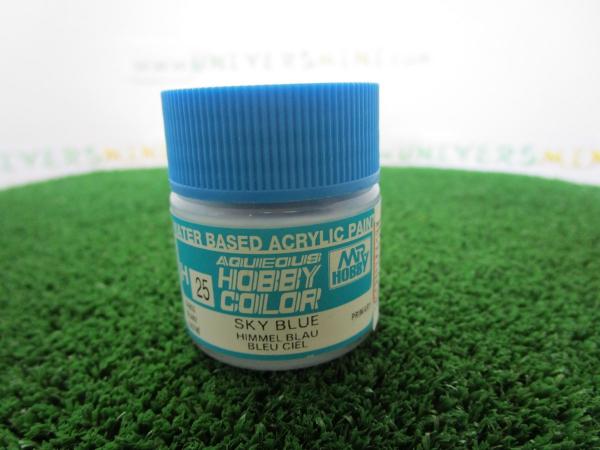 WATER BASED ACRYLIC PAINT
AQUEOUS
HOBBY
COLOR
MR
HOBBY
H 25
SKY BLUE
HIMMEL BLAU
BLEU CIEL